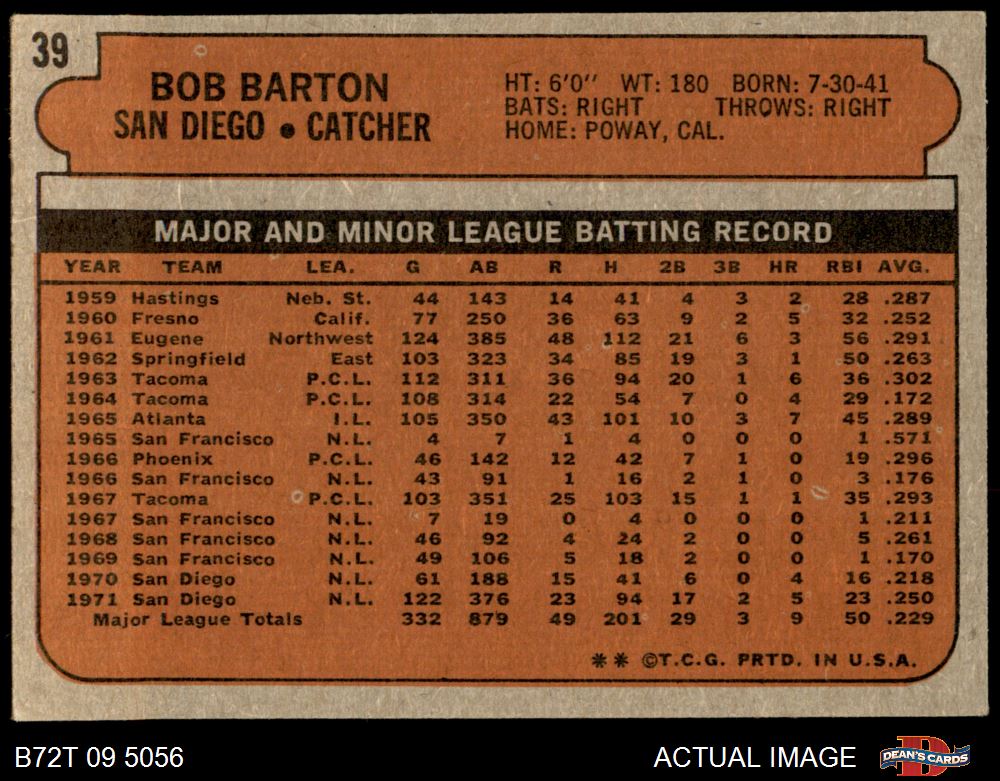 39
BOB BARTON
SAN DIEGO • CATCHER
HT: 6'0" WT: 180 BORN: 7-30-41
BATS: RIGHT THROWS: RIGHT
HOME: POWAY, CAL.
MAJOR AND MINOR LEAGUE BATTING RECORD
YEAR TEAM LEA. G AB R H 2B 3B HR RBI AVG.
1959 Hastings Neb. St. 44 143 14 41 4 3 2 28 .287
1960 Fresno Calif. 77 250 36 63 9 2 5 32 .252
1961 Eugene Northwest 124 385 48 112 21 6 3 56 .291
1962 Springfield East 103 323 34 85 19 3 1 50 .263
1963 Tacoma P.C.L. 112 311 36 94 20 1 6 36 .302
1964 Tacoma P.C.L. 108 314 22 54 7 0 4 29 .172
1965 Atlanta I.L. 105 350 43 101 10 3 7 45 .289
1965 San Francisco N.L. 4 7 1 4 0 0 0 1 .571
1966 Phoenix P.C.L. 46 142 12 42 7 1 0 19 .296
1966 San Francisco N.L. 43 91 1 16 2 1 0 3 .176
1967 Tacoma P.C.L. 103 351 25 103 15 1 1 35 .293
1967 San Francisco N.L. 7 19 0 4 0 0 0 1 .211
1968 San Francisco N.L. 46 92 4 24 2 0 0 5 .261
1969 San Francisco N.L. 49 106 5 18 2 0 0 1 .170
1970 San Diego N.L. 61 188 15 41 6 0 4 16 .218
1971 San Diego N.L. 122 376 23 94 17 2 5 23 .250
Major League Totals 332 879 49 201 29 3 9 50 .229
** ©T.C.G. PRTD. IN U.S.A.
B72T 09 5056
ACTUAL IMAGE
DEAN'S CARDS